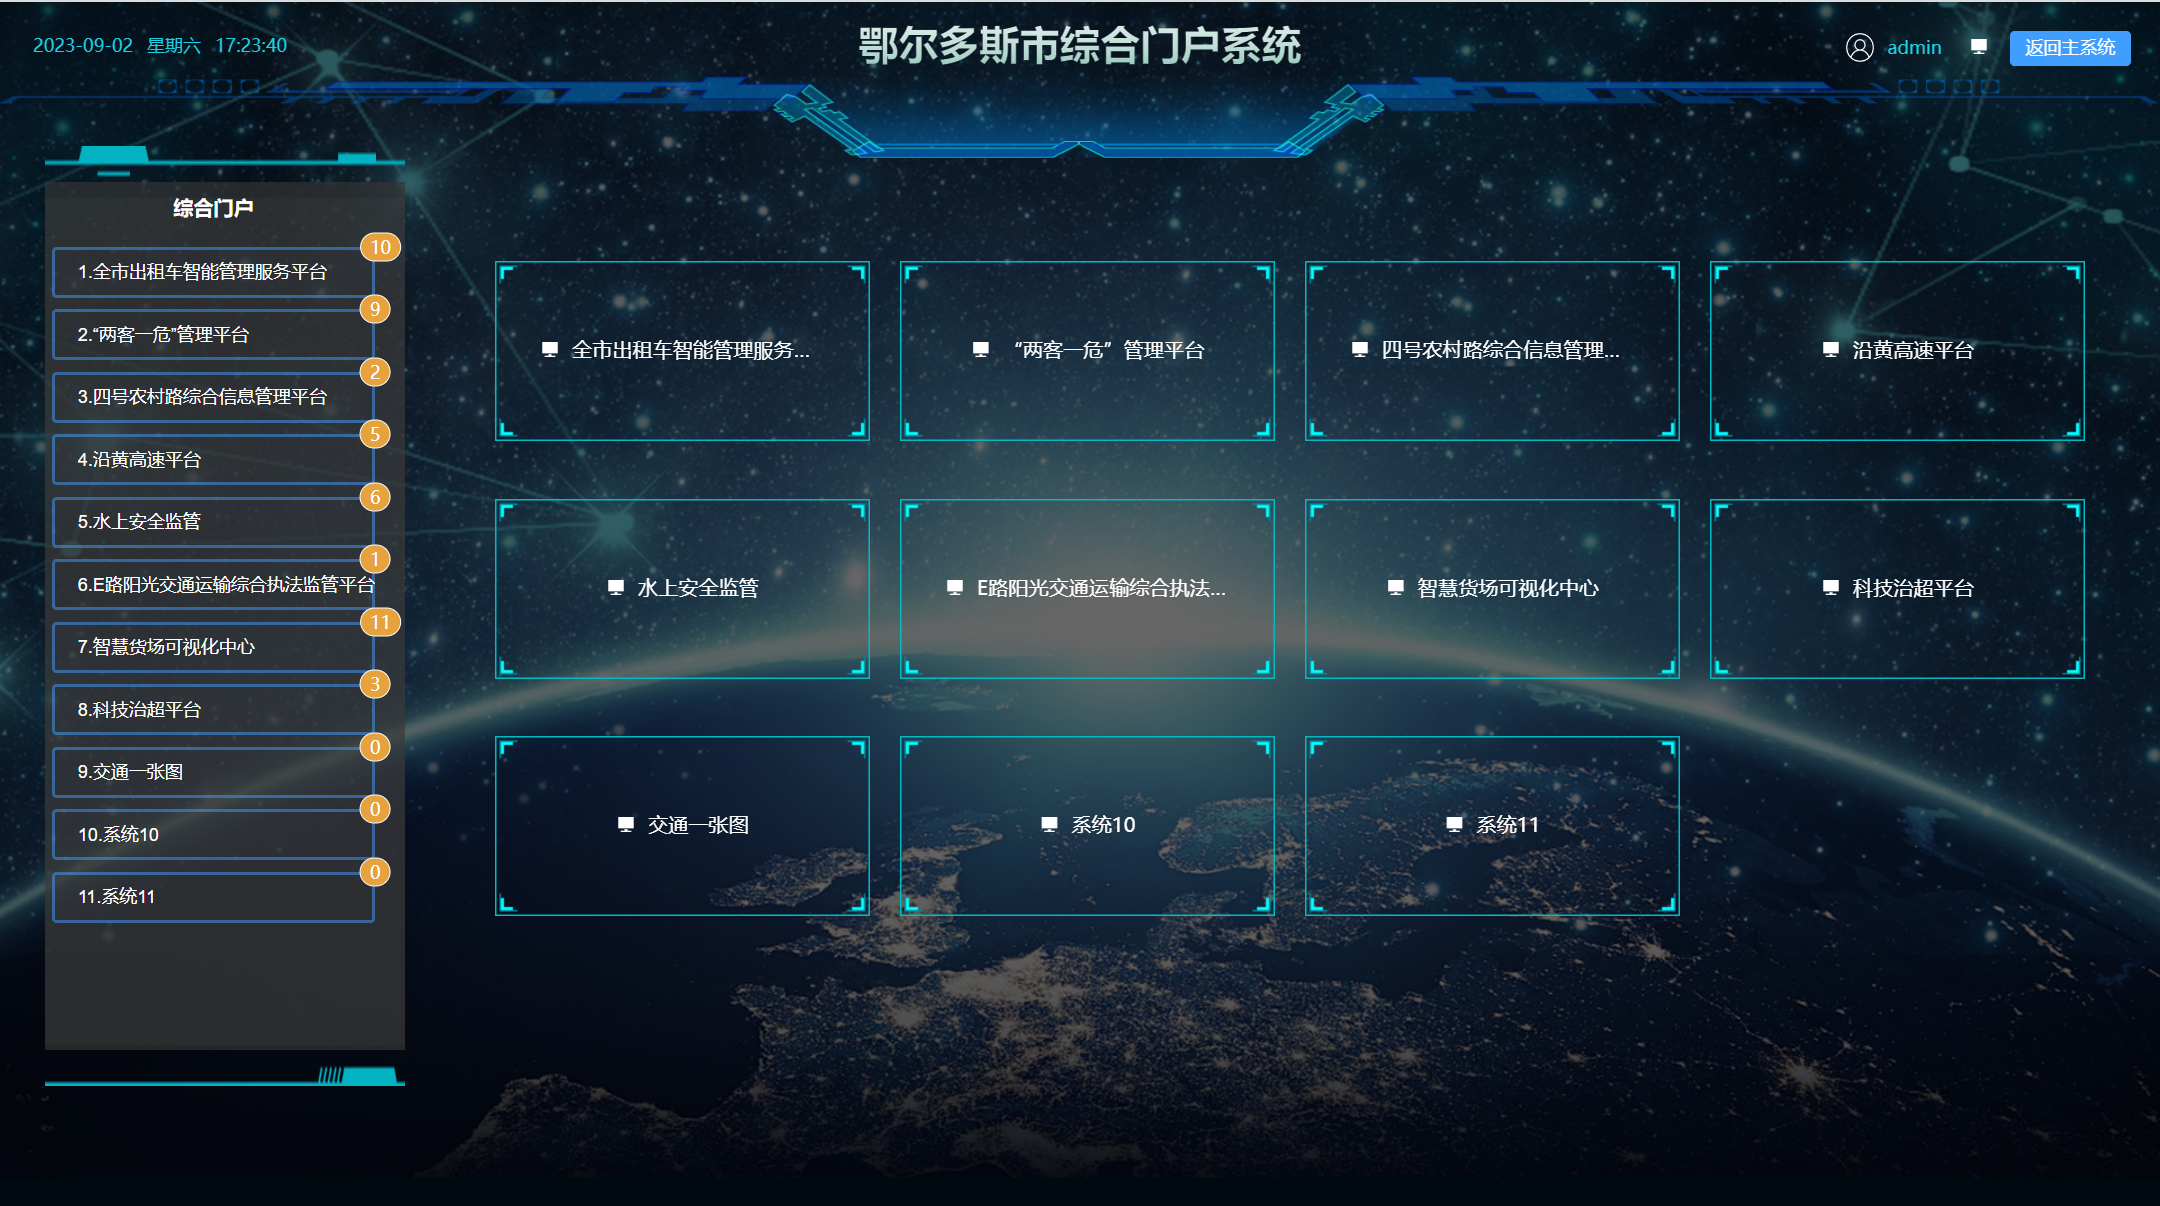 2023-09-02 星期六 17:23:40
鄂尔多斯市综合门户系统
admin
返回主系统
综合门户
10
1.全市出租车智能管理服务平台
9
2.“两客一危”管理平台
2
3.四号农村路综合信息管理平台
5
4.沿黄高速平台
6
5.水上安全监管
1
6.E路阳光交通运输综合执法监管平台
11
7.智慧货场可视化中心
3
8.科技治超平台
0
9.交通一张图
0
10.系统10
0
11.系统11
全市出租车智能管理服务...
“两客一危”管理平台
四号农村路综合信息管理...
沿黄高速平台
水上安全监管
E路阳光交通运输综合执法...
智慧货场可视化中心
科技治超平台
交通一张图
系统10
系统11